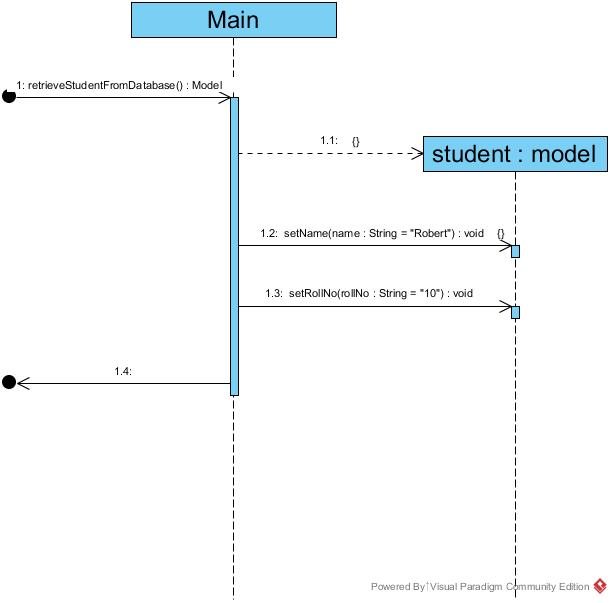 Main
1: retrieveStudentFromDatabase() : Model
1.1: {}
student : model
1.2: setName(name : String = "Robert") : void {}
1.3: setRollNo(rollNo : String = "10") : void
1.4:
Powered By Visual Paradigm Community Edition